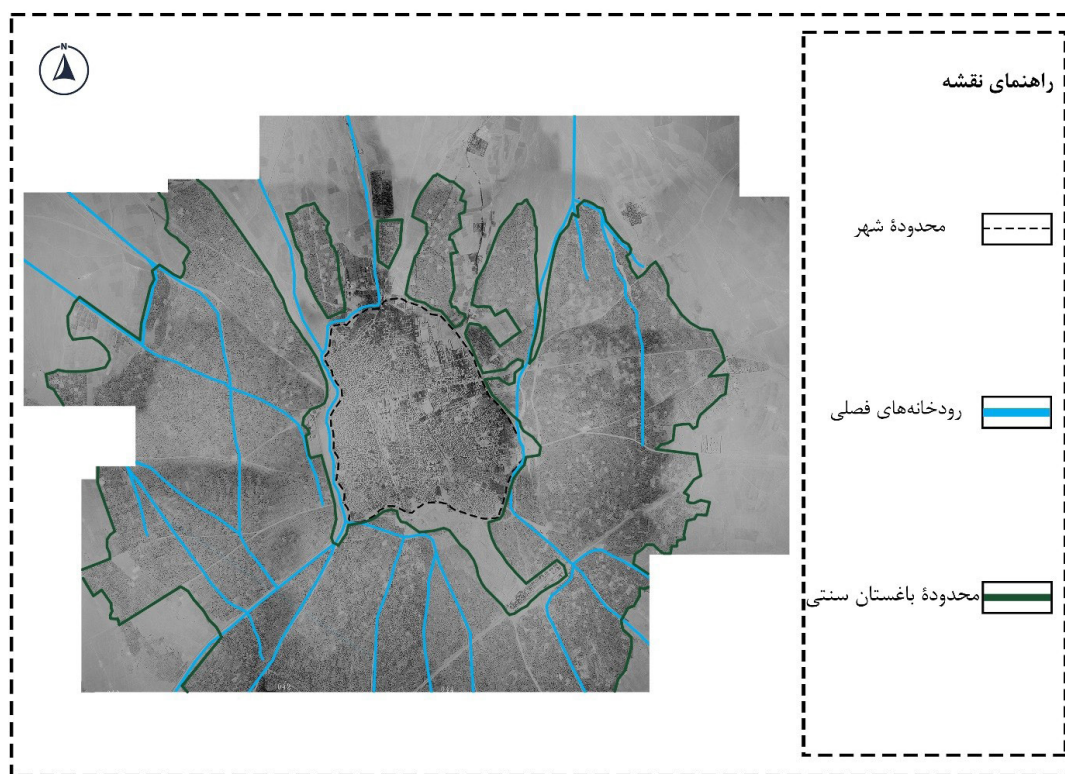 N
راهنمای نقشه
محدودهٔ شهر
رودخانه‌های فصلی
محدودهٔ باغستان سنتی